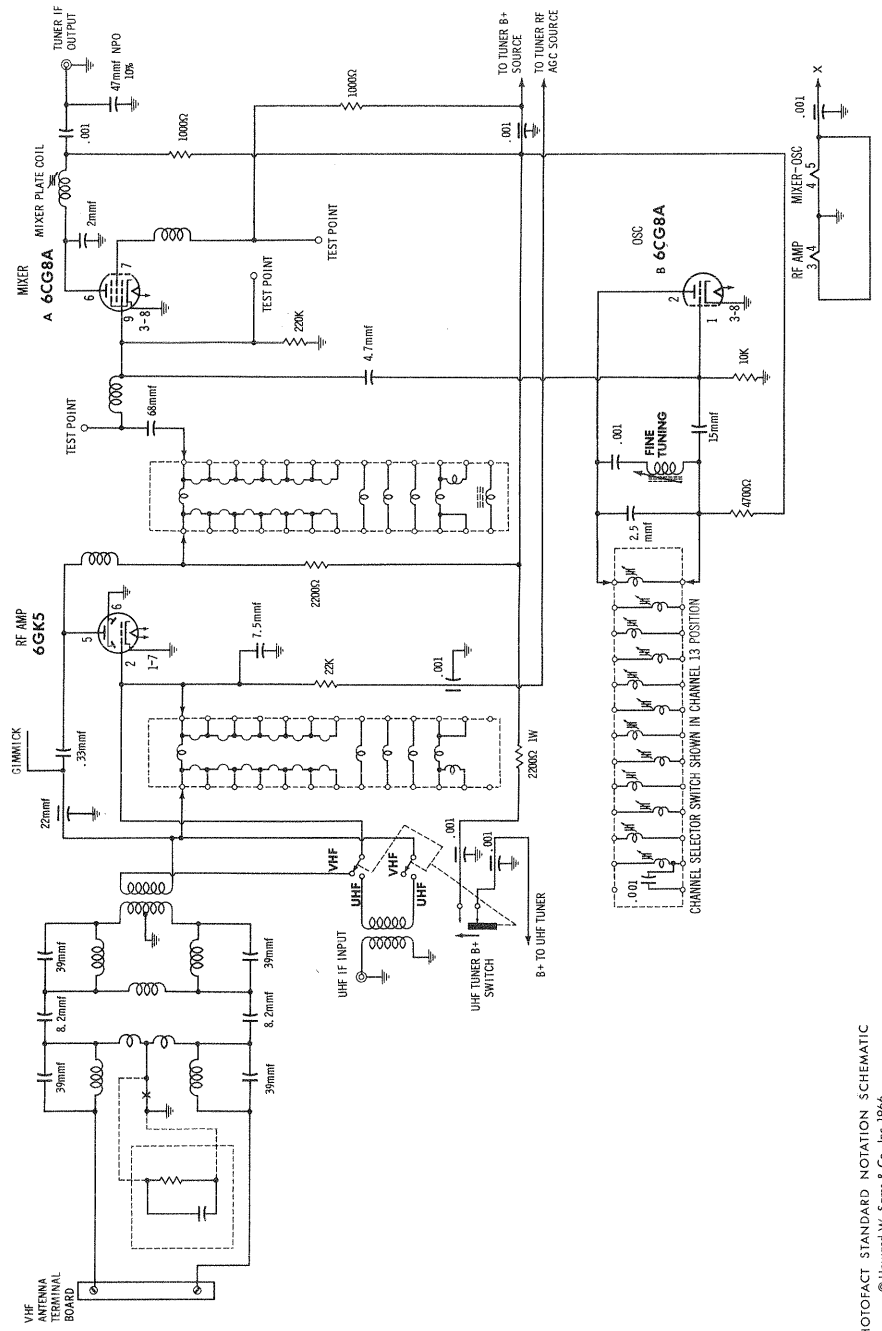 TUNER IF
OUTPUT
47mmf NPO
10%
.001
1000Ω
1000Ω
MIXER PLATE COIL
2mmf
MIXER
A 6CG8A
6
7
9
3-8
TEST POINT
TEST POINT
220K
4.7mmf
TEST POINT
68mmf
TO TUNER B+
SOURCE
TO TUNER RF
AGC SOURCE
.001
RF AMP
6GK5
5
6
2
1-7
7.5mmf
22K
2200Ω
.001
2200Ω 1W
GIMMICK
.33mmf
22mmf
39mmf
8.2mmf
39mmf
39mmf
8.2mmf
39mmf
VHF
ANTENNA
TERMINAL
BOARD
X
UHF
VHF
UHF
VHF
UHF IF INPUT
.001
.001
UHF TUNER B+
SWITCH
B+ TO UHF TUNER
OSC
B 6CG8A
2
1
3-8
10K
15mmf
.001
FINE
TUNING
2.5
mmf
4700Ω
.001
CHANNEL SELECTOR SWITCH SHOWN IN CHANNEL 13 POSITION
RF AMP
3 4
MIXER-OSC
4 5
.001
X
HOTOFACT STANDARD NOTATION SCHEMATIC
© Howard W. Sams & Co., Inc. 1966